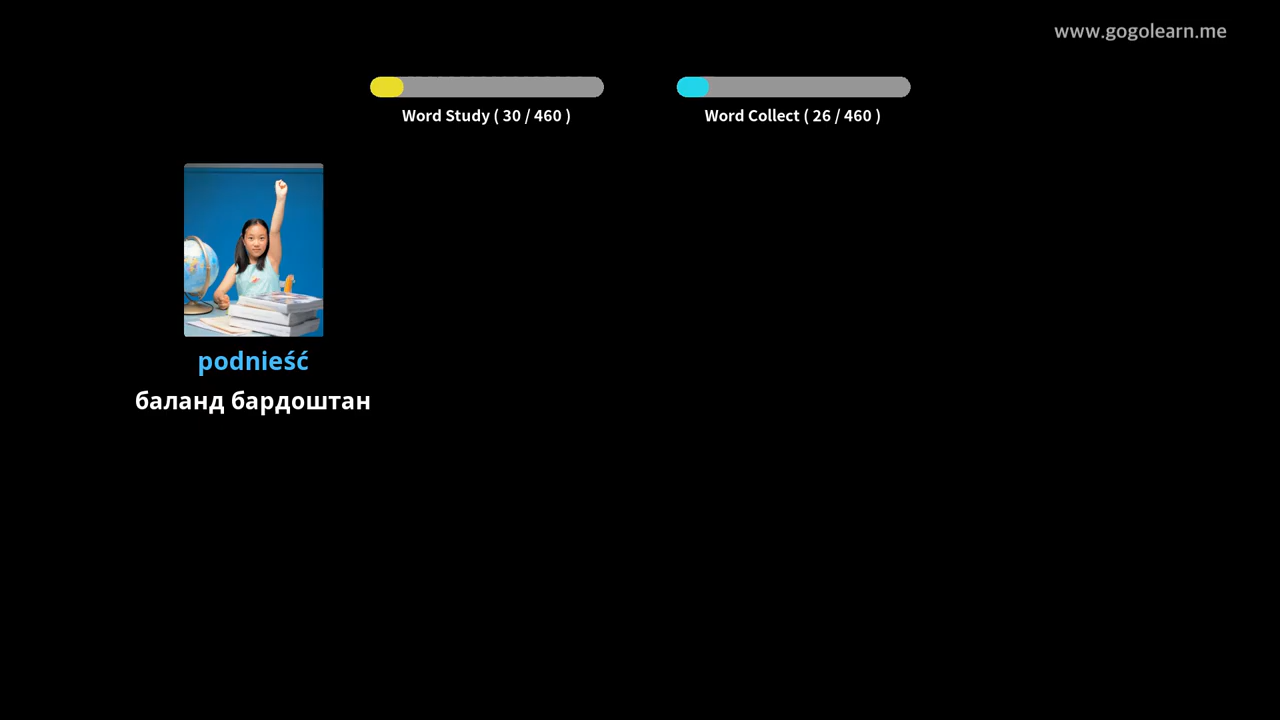 www.gogolearn.me
Word Study ( 30 / 460 )
Word Collect ( 26 / 460 )
podnieść
баланд бардоштан